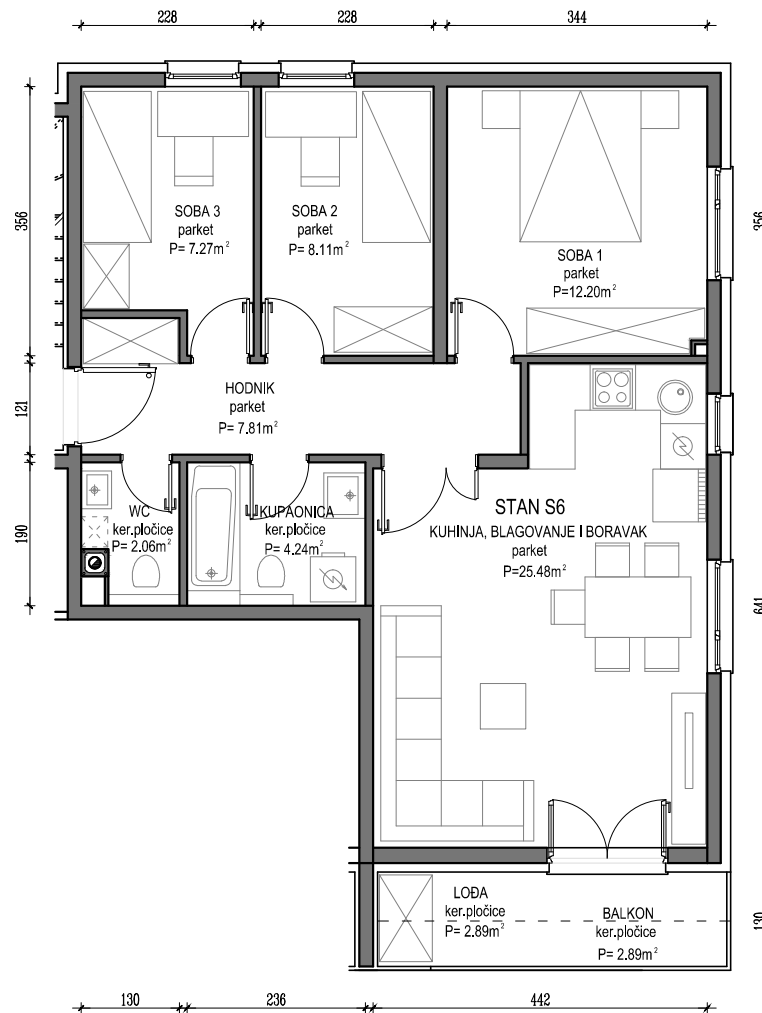 228
228
344
356
356
SOBA 3
parket
P= 7.27m²
SOBA 2
parket
P= 8.11m²
SOBA 1
parket
P=12.20m²
121
HODNIK
parket
P= 7.81m²
190
WC
ker.pločice
P= 2.06m²
KUPAONICA
ker.pločice
P= 4.24m²
STAN S6
KUHINJA, BLAGOVANJE I BORAVAK
parket
P=25.48m²
641
LOĐA
ker.pločice
P= 2.89m²
BALKON
ker.pločice
P= 2.89m²
130
130
236
442